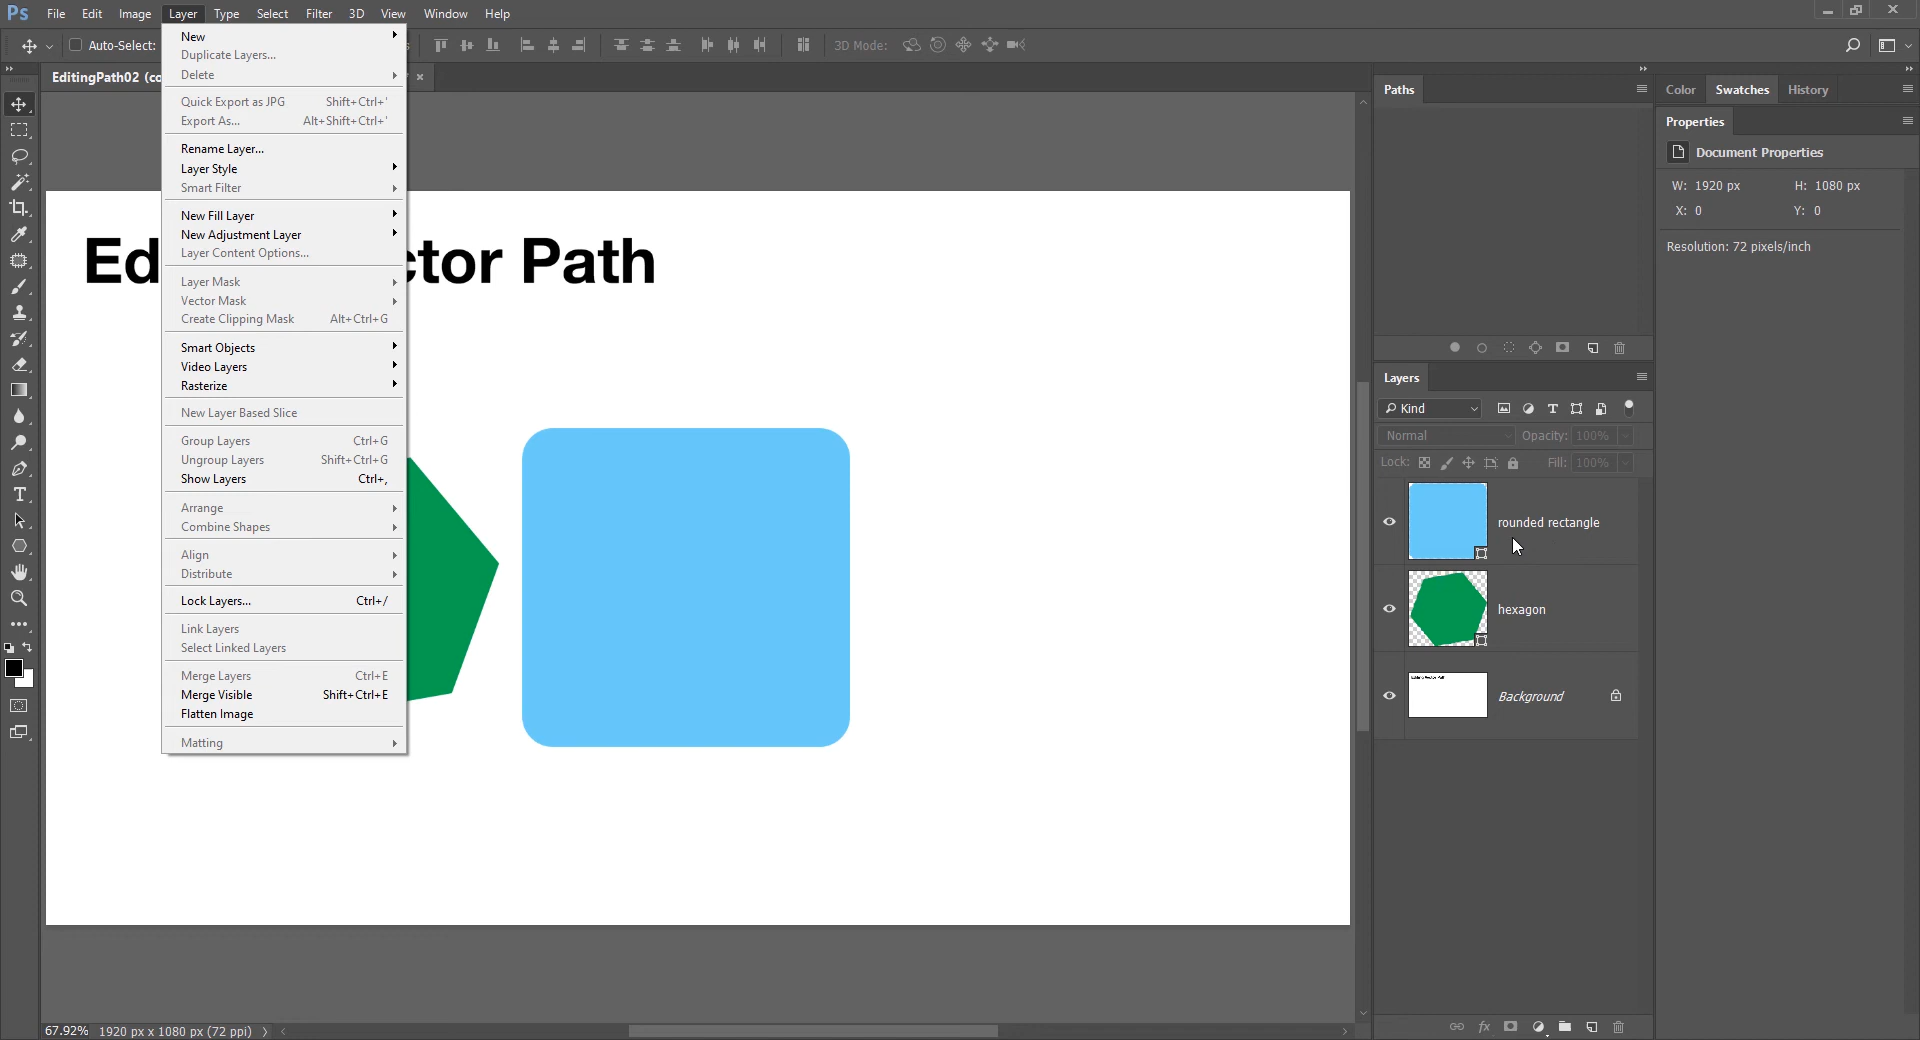 Ps File Edit Image Layer Type Select Filter 3D View Window Help
Auto-Select:
3D Mode:
EditingPath02 (co
New
Duplicate Layers...
Delete
Quick Export as JPG Shift+Ctrl+'
Export As... Alt+Shift+Ctrl+'
Rename Layer...
Layer Style
Smart Filter
New Fill Layer
New Adjustment Layer
Layer Content Options...
Layer Mask
Vector Mask
Create Clipping Mask Alt+Ctrl+G
Smart Objects
Video Layers
Rasterize
New Layer Based Slice
Group Layers Ctrl+G
Ungroup Layers Shift+Ctrl+G
Show Layers Ctrl+,
Arrange
Combine Shapes
Align
Distribute
Lock Layers... Ctrl+/
Link Layers
Select Linked Layers
Merge Layers Ctrl+E
Merge Visible Shift+Ctrl+E
Flatten Image
Matting
Ed ctor Path
67.92% 1920 px x 1080 px (72 ppi)
Paths
Layers
Kind
Normal Opacity: 100%
Lock: Fill: 100%
rounded rectangle
hexagon
Editing Vector Path
Background
Color Swatches History
Properties
Document Properties
W: 1920 px H: 1080 px
X: 0 Y: 0
Resolution: 72 pixels/inch